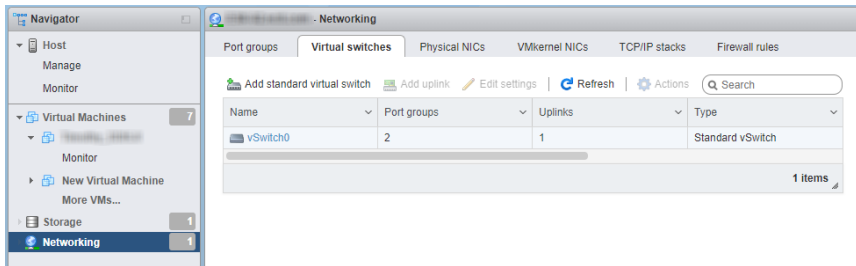 Navigator
Host
Manage
Monitor
Virtual Machines 7
Monitor
New Virtual Machine
More VMs...
Storage 1
Networking 1
- Networking
Port groups Virtual switches Physical NICs VMkernel NICs TCP/IP stacks Firewall rules
Add standard virtual switch Add uplink Edit settings Refresh Actions Search
Name Port groups Uplinks Type
vSwitch0 2 1 Standard vSwitch
1 items